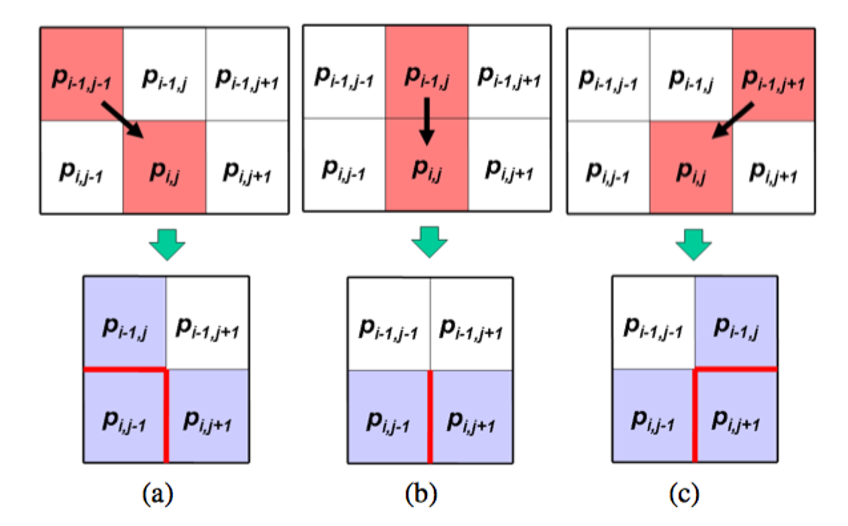 p_{i-1,j-1} p_{i-1,j} p_{i-1,j+1} p_{i-1,j-1} p_{i-1,j} p_{i-1,j+1} p_{i-1,j-1} p_{i-1,j} p_{i-1,j+1}
p_{i,j-1} p_{i,j} p_{i,j+1} p_{i,j-1} p_{i,j} p_{i,j+1} p_{i,j-1} p_{i,j} p_{i,j+1}
p_{i-1,j} p_{i-1,j+1} p_{i-1,j-1} p_{i-1,j+1} p_{i-1,j-1} p_{i-1,j}
p_{i,j-1} p_{i,j+1} p_{i,j-1} p_{i,j+1} p_{i,j-1} p_{i,j+1}
(a) (b) (c)